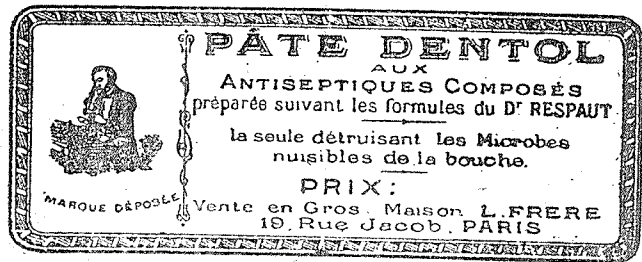 PÂTE DENTOL
AUX
ANTISEPTIQUES COMPOSÉS
préparée suivant les formules du Dr RESPAUT
la seule détruisant les Microbes
nuisibles de la bouche.
PRIX:
Vente en Gros. Maison L. FRERE
19, Rue Jacob, PARIS
MARQUE DÉPOSÉE